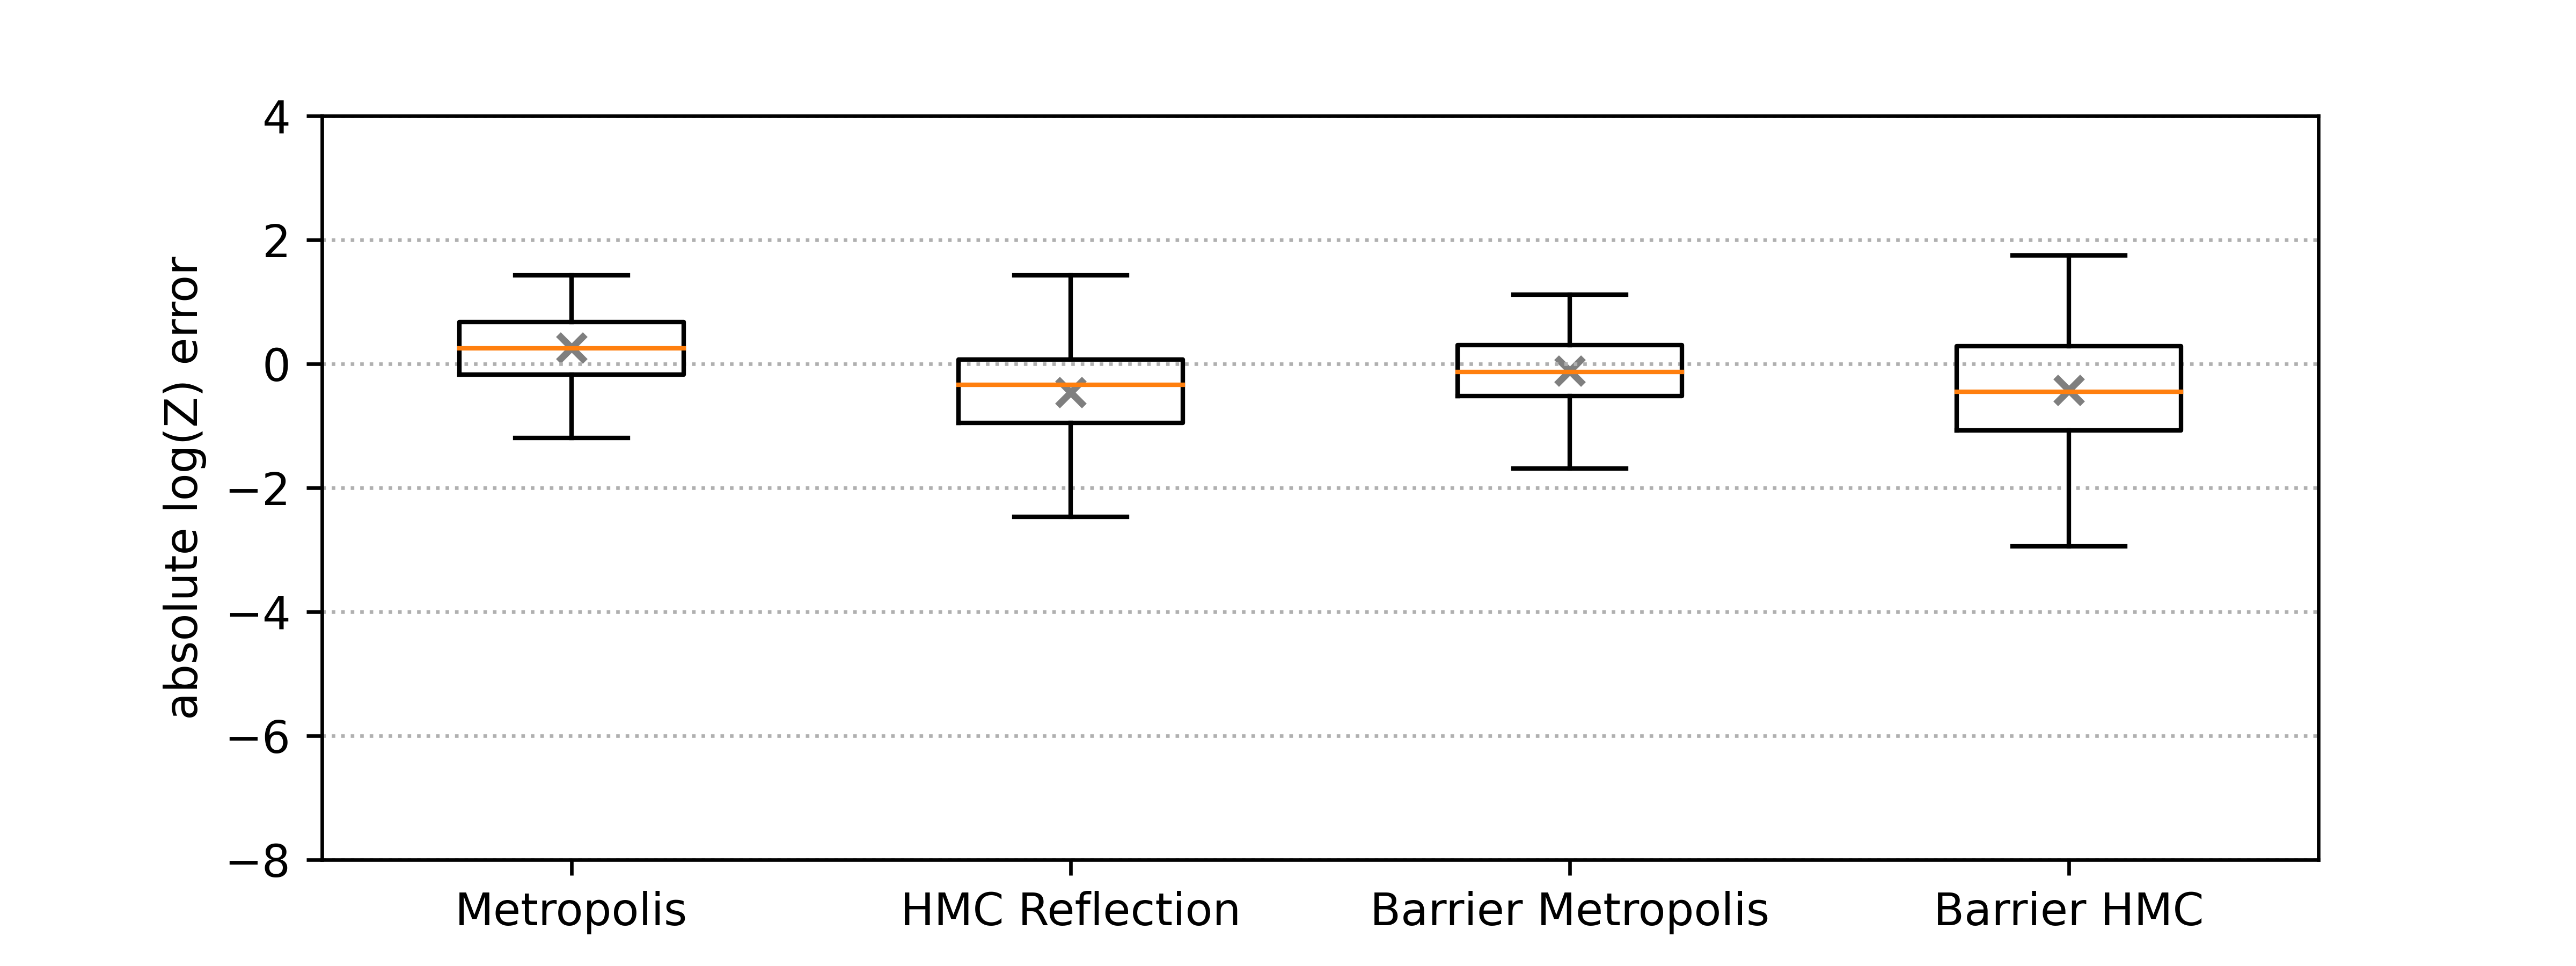 4
2
0
−2
−4
−6
−8
absolute log(Z) error
Metropolis
HMC Reflection
Barrier Metropolis
Barrier HMC